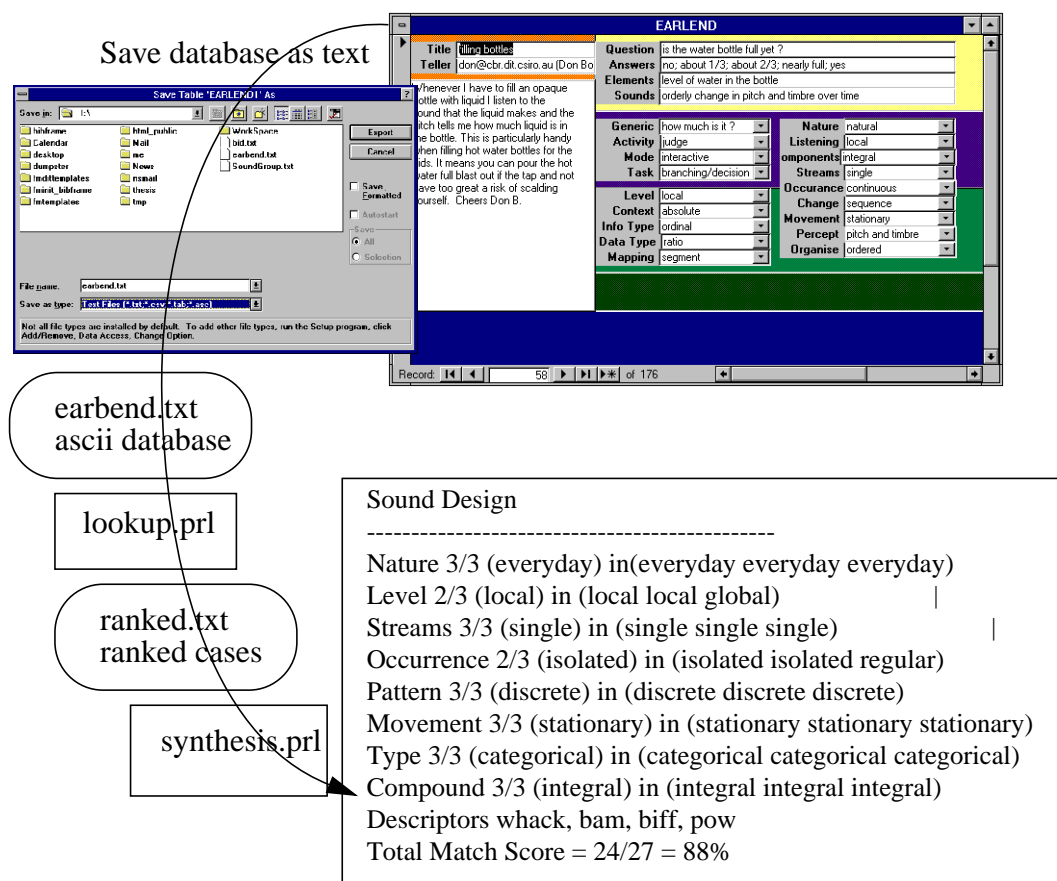 Save database as text
EARLEND
Title filling bottles
Teller don@cbr.dit.csiro.au (Don Bo
Whenever I have to fill an opaque
bottle with liquid I listen to the
sound that the liquid makes and the
pitch tells me how much liquid is in
the bottle. This is particularly handy
when filling hot water bottles for the
kids. It means you can pour the hot
water full blast out if the tap and not
have too great a risk of scalding
yourself. Cheers Don B.
Question is the water bottle full yet ?
Answers no; about 1/3; about 2/3; nearly full; yes
Elements level of water in the bottle
Sounds orderly change in pitch and timbre over time
Generic how much is it ?
Activity judge
Mode interactive
Task branching/decision
Level local
Context absolute
Info Type ordinal
Data Type ratio
Mapping segment
Nature natural
Listening local
omponents integral
Streams single
Occurance continuous
Change sequence
Movement stationary
Percept pitch and timbre
Organise ordered
Record: 58 of 176
Save Table 'EARLEND1' As
?
Save in: I:\
hibframe
Calendar
desktop
dumpster
fmdittemplates
fminit_bibframe
fmtemplates
html_public
Mail
me
News
nsmail
thesis
tmp
WorkSpace
bid.txt
earbend.txt
SoundGroup.txt
Export
Cancel
Save
Formatted
Autostart
Save
All
Selection
File name: earbend.txt
Save as type: Text Files (*.txt;*.csv;*.tab;*.asc)
Not all file types are installed by default. To add other file types, run the Setup program, click
Add/Remove, Data Access, Change Option.
earbend.txt
ascii database
lookup.prl
ranked.txt
ranked cases
synthesis.prl
Sound Design
----------------------------------------------
Nature 3/3 (everyday) in(everyday everyday everyday)
Level 2/3 (local) in (local local global) |
Streams 3/3 (single) in (single single single) |
Occurrence 2/3 (isolated) in (isolated isolated regular)
Pattern 3/3 (discrete) in (discrete discrete discrete)
Movement 3/3 (stationary) in (stationary stationary stationary)
Type 3/3 (categorical) in (categorical categorical categorical)
Compound 3/3 (integral) in (integral integral integral)
Descriptors whack, bam, biff, pow
Total Match Score = 24/27 = 88%